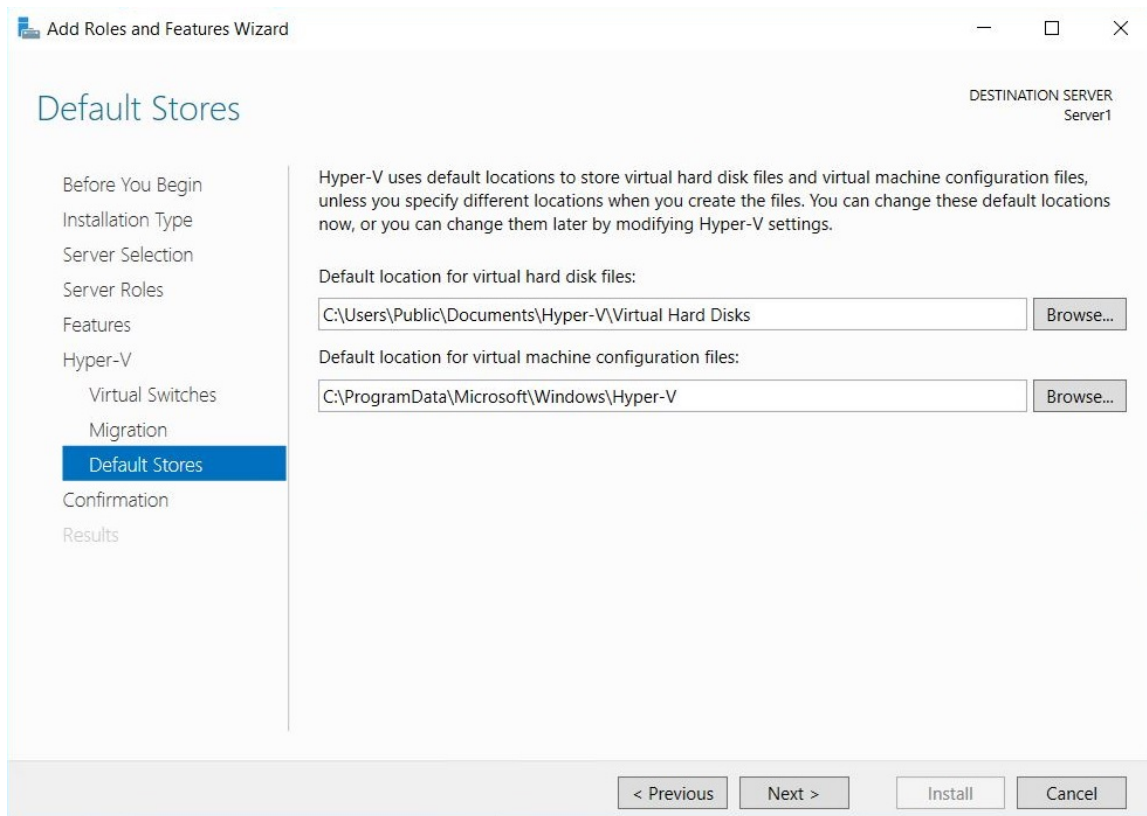 Add Roles and Features Wizard
Default Stores
DESTINATION SERVER
Server1
Before You Begin
Installation Type
Server Selection
Server Roles
Features
Hyper-V
Virtual Switches
Migration
Default Stores
Confirmation
Results
Hyper-V uses default locations to store virtual hard disk files and virtual machine configuration files,
unless you specify different locations when you create the files. You can change these default locations
now, or you can change them later by modifying Hyper-V settings.
Default location for virtual hard disk files:
C:\Users\Public\Documents\Hyper-V\Virtual Hard Disks
Browse...
Default location for virtual machine configuration files:
C:\ProgramData\Microsoft\Windows\Hyper-V
Browse...
< Previous
Next >
Install
Cancel